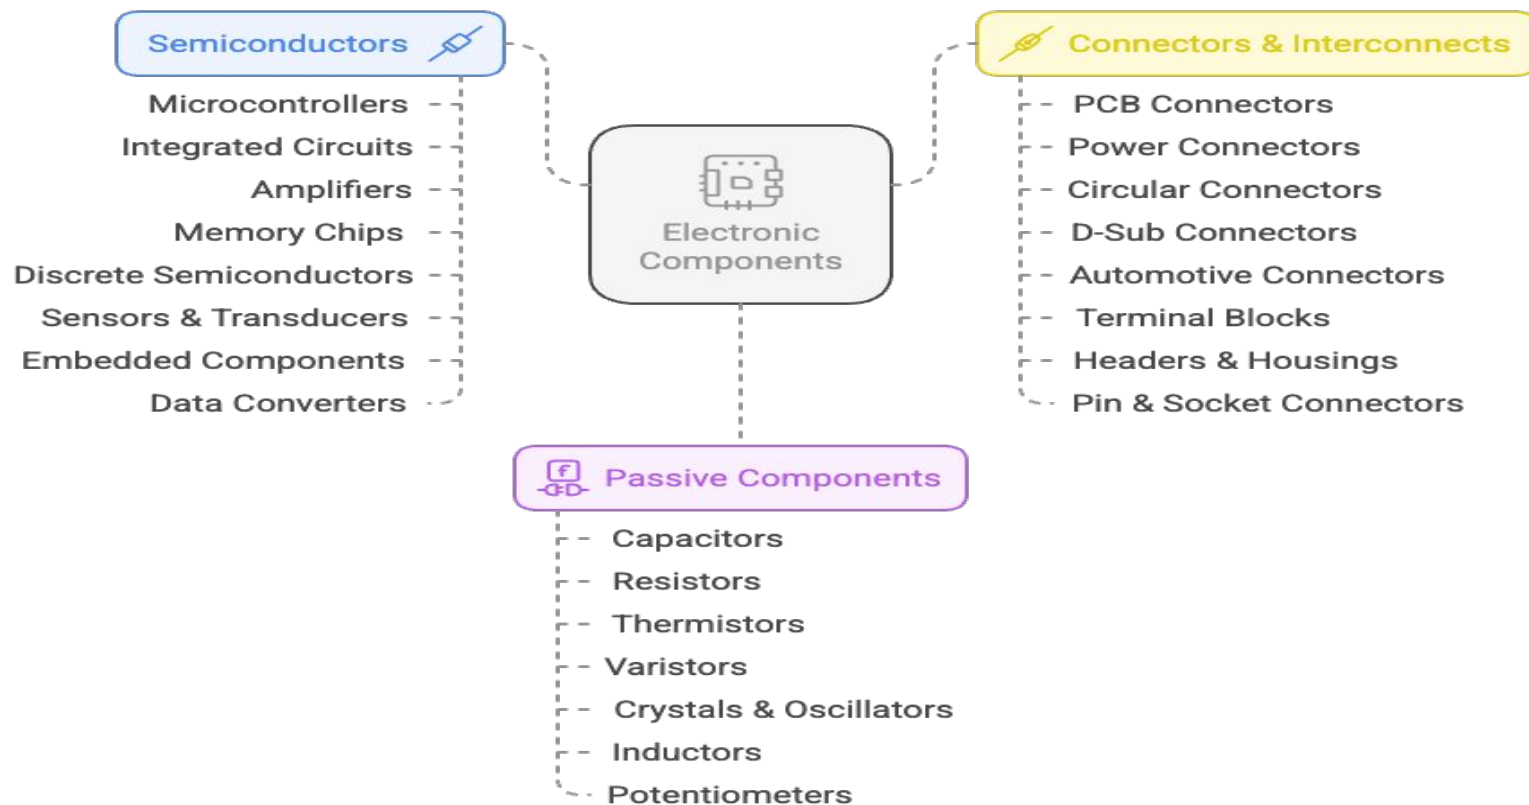 Semiconductors
Microcontrollers
Integrated Circuits
Amplifiers
Memory Chips
Discrete Semiconductors
Sensors & Transducers
Embedded Components
Data Converters
Electronic
Components
Connectors & Interconnects
PCB Connectors
Power Connectors
Circular Connectors
D-Sub Connectors
Automotive Connectors
Terminal Blocks
Headers & Housings
Pin & Socket Connectors
f
Passive Components
Capacitors
Resistors
Thermistors
Varistors
Crystals & Oscillators
Inductors
Potentiometers